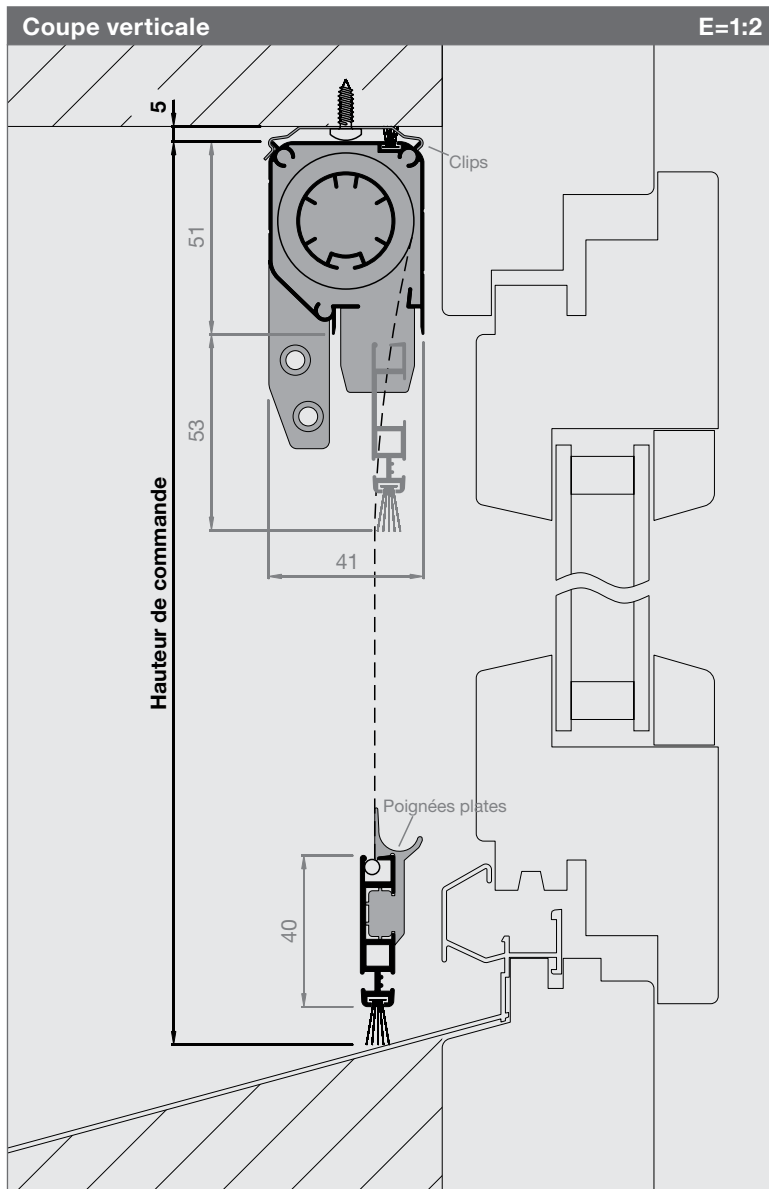 Coupe verticale
E=1:2
5
Clips
51
53
41
Hauteur de commande
Poignées plates
40